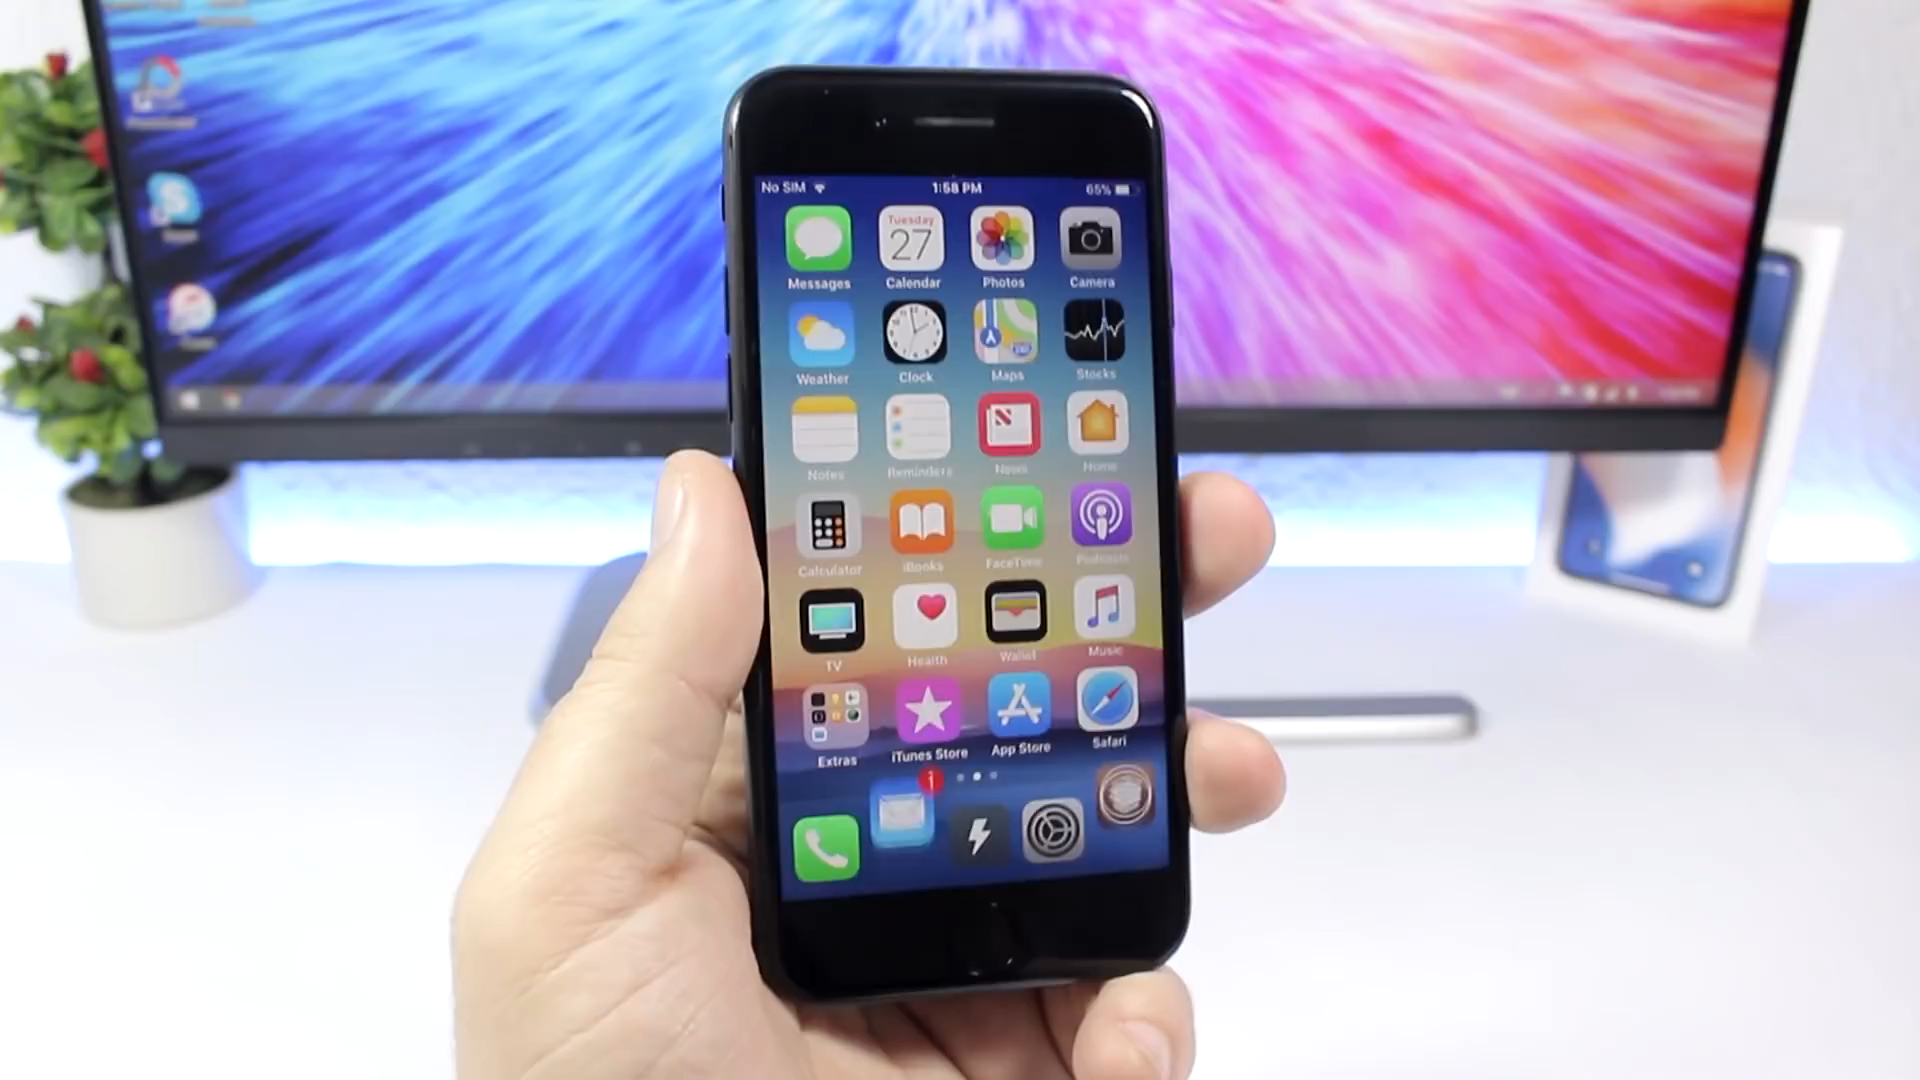 No SIM 1:58 PM 65%
Tuesday
27
Messages Calendar Photos Camera
Weather Clock Maps Stocks
Notes Reminders News Home
Calculator iBooks FaceTime Podcasts
TV Health Wallet Music
Extras iTunes Store App Store Safari
1